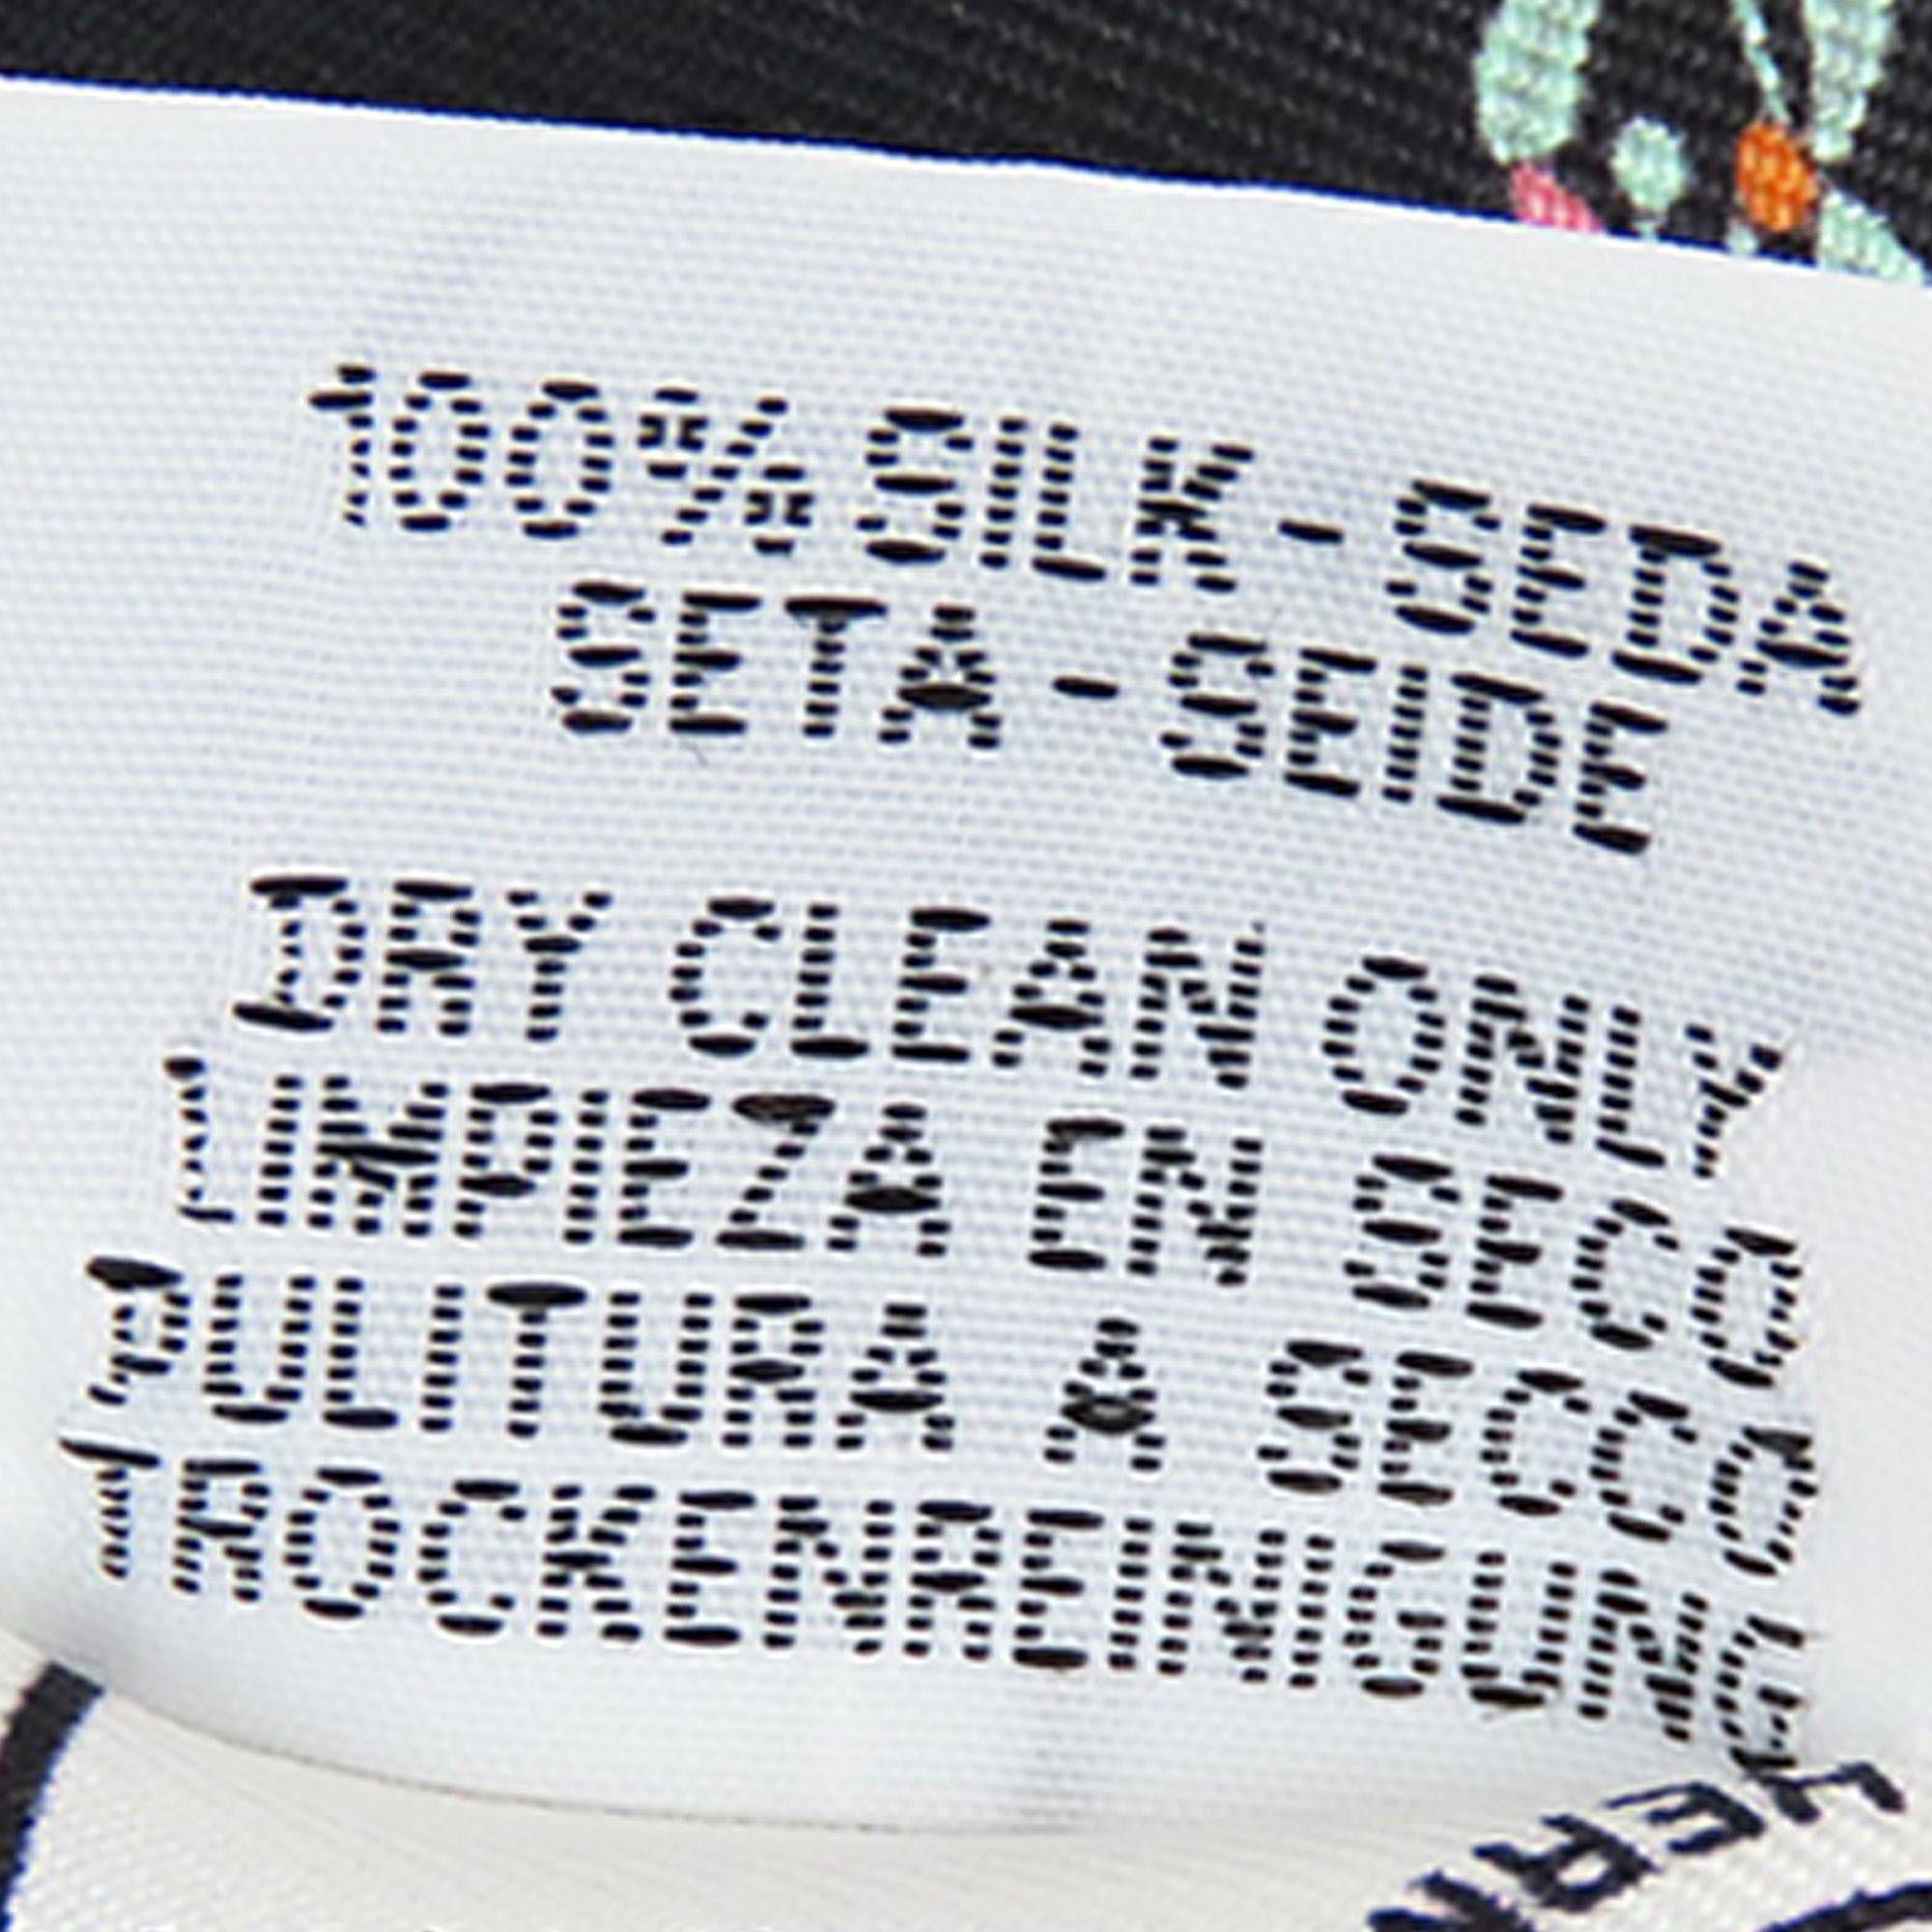 100% SILK - SEDA
SETA - SEIDE
DRY CLEAN ONLY
LIMPIEZA EN SECO
PULITURA A SECCO
TROCKENREINIGUNG